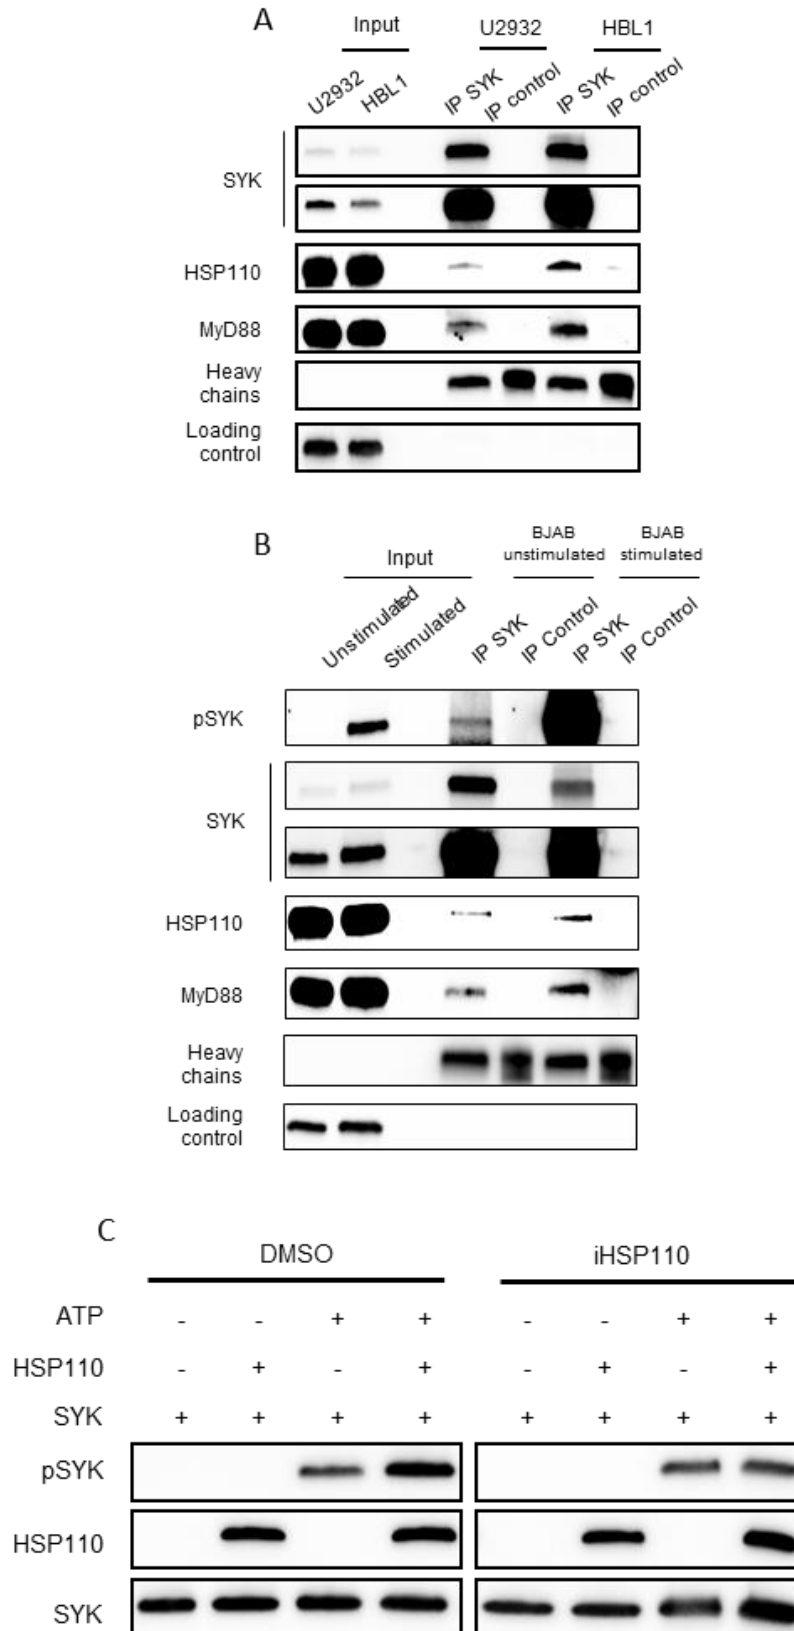 A
Input U2932 HBL1
U2932 HBL1 IP SYK IP control IP SYK IP control
SYK
HSP110
MyD88
Heavy
chains
Loading
control
B
Input BJAB
unstimulated BJAB
stimulated
Unstimulated Stimulated IP SYK IP Control IP SYK IP Control
pSYK
SYK
HSP110
MyD88
Heavy
chains
Loading
control
C
DMSO iHSP110
ATP - - + + - - + +
HSP110 - + - + - + - +
SYK + + + + + + + +
pSYK
HSP110
SYK